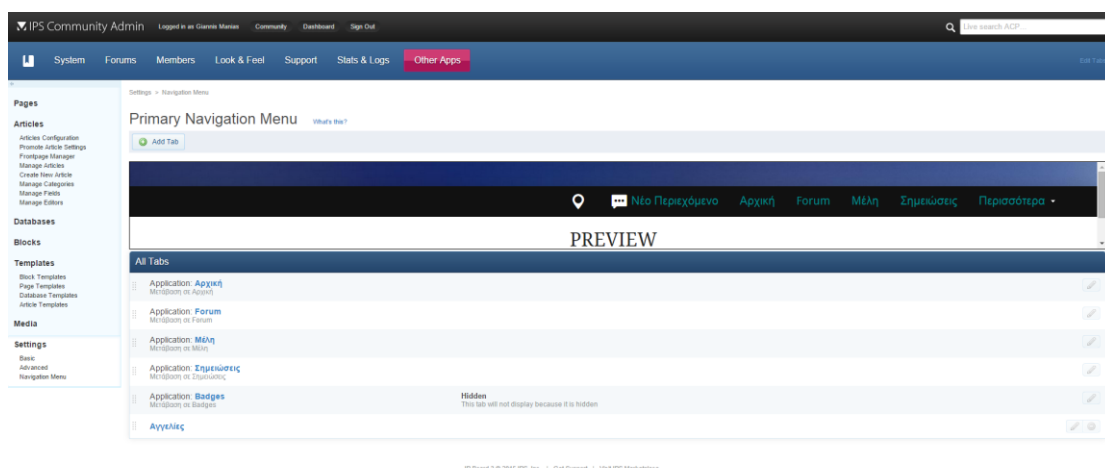 IPS Community Admin Logged in as Giannis Manias Community Dashboard Sign Out Live search ACP...
System Forums Members Look & Feel Support Stats & Logs Other Apps Edit Tabs
Settings > Navigation Menu
Pages
Articles
Articles Configuration
Promote Article Settings
Frontpage Manager
Manage Articles
Create New Article
Manage Categories
Manage Fields
Manage Editors
Databases
Blocks
Templates
Block Templates
Page Templates
Database Templates
Article Templates
Media
Settings
Basic
Advanced
Navigation Menu
Primary Navigation Menu What's this?
Add Tab
Νέο Περιεχόμενο Αρχική Forum Μέλη Σημειώσεις Περισσότερα
PREVIEW
All Tabs
Application: Αρχική
Μετάβαση σε Αρχική
Application: Forum
Μετάβαση σε Forum
Application: Μέλη
Μετάβαση σε Μέλη
Application: Σημειώσεις
Μετάβαση σε Σημειώσεις
Application: Badges Hidden
Μετάβαση σε Badges This tab will not display because it is hidden
Αγγελίες